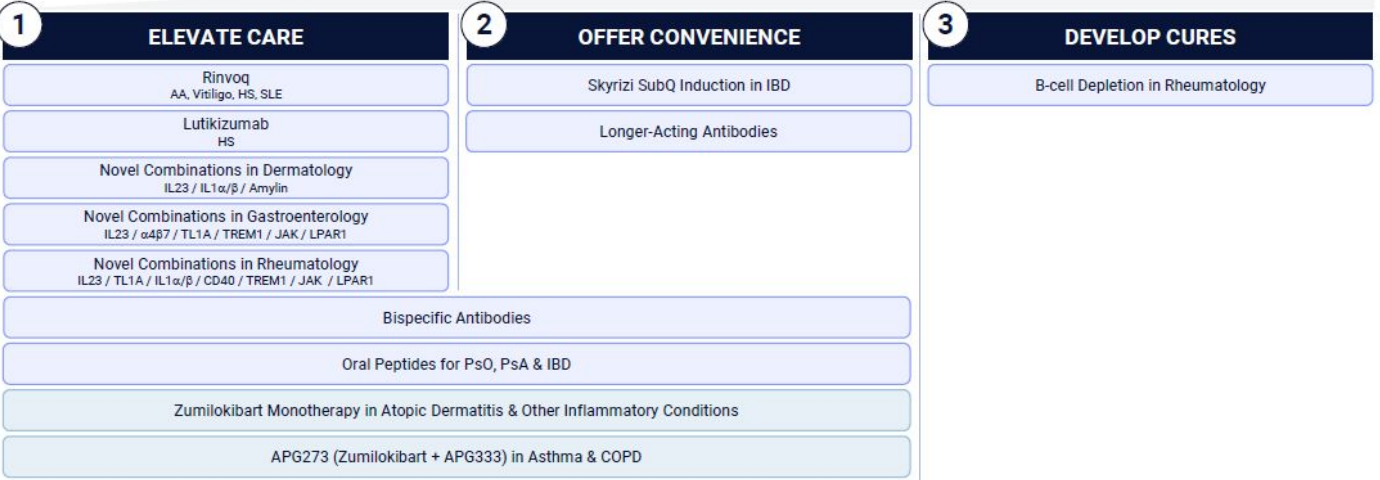 1
ELEVATE CARE
Rinvoq
AA, Vitiligo, HS, SLE
Lutikizumab
HS
Novel Combinations in Dermatology
IL23 / IL1α/β / Amylin
Novel Combinations in Gastroenterology
IL23 / α4β7 / TL1A / TREM1 / JAK / LPAR1
Novel Combinations in Rheumatology
IL23 / TL1A / IL1α/β / CD40 / TREM1 / JAK / LPAR1
2
OFFER CONVENIENCE
Skyrizi SubQ Induction in IBD
Longer-Acting Antibodies
Bispecific Antibodies
Oral Peptides for PsO, PsA & IBD
Zumilokibart Monotherapy in Atopic Dermatitis & Other Inflammatory Conditions
APG273 (Zumilokibart + APG333) in Asthma & COPD
3
DEVELOP CURES
B-cell Depletion in Rheumatology